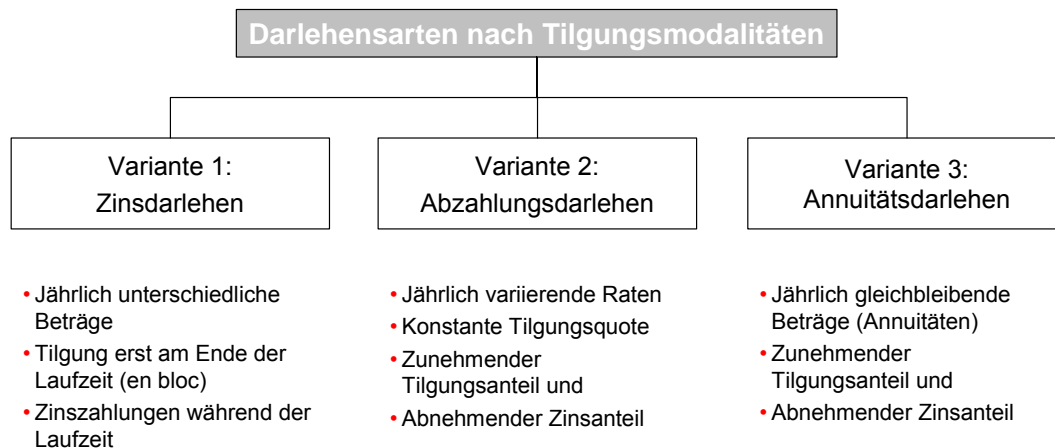 Darlehensarten nach Tilgungsmodalitäten
Variante 1:
Zinsdarlehen
Variante 2:
Abzahlungsdarlehen
Variante 3:
Annuitätsdarlehen
• Jährlich unterschiedliche
Beträge
• Tilgung erst am Ende der
Laufzeit (en bloc)
• Zinszahlungen während der
Laufzeit
• Jährlich variierende Raten
• Konstante Tilgungsquote
• Zunehmender
Tilgungsanteil und
• Abnehmender Zinsanteil
• Jährlich gleichbleibende
Beträge (Annuitäten)
• Zunehmender
Tilgungsanteil und
• Abnehmender Zinsanteil